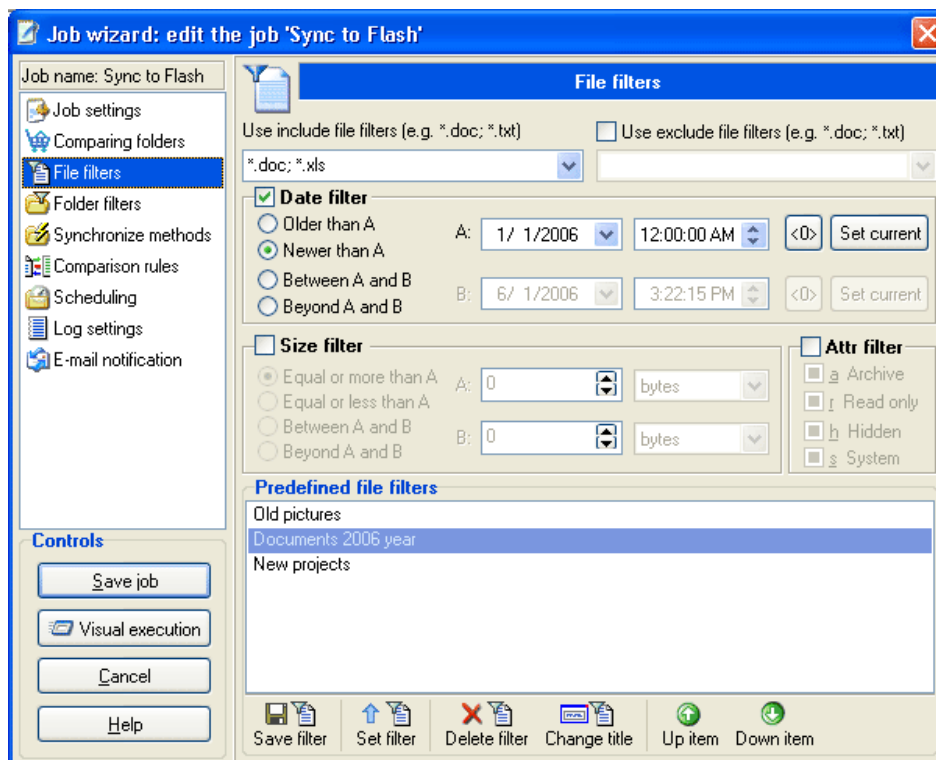 Job wizard: edit the job 'Sync to Flash'
Job name: Sync to Flash
Job settings
Comparing folders
File filters
Folder filters
Synchronize methods
Comparison rules
Scheduling
Log settings
E-mail notification
Controls
Save job
Visual execution
Cancel
Help
File filters
Use include file filters (e.g. *.doc; *.txt)
Use exclude file filters (e.g. *.doc; *.txt)
*.doc; *.xls
Date filter
Older than A
Newer than A
Between A and B
Beyond A and B
A: 1/ 1/2006 12:00:00 AM <0> Set current
B: 6/ 1/2006 3:22:15 PM <0> Set current
Size filter
Equal or more than A
Equal or less than A
Between A and B
Beyond A and B
A: 0 bytes
B: 0 bytes
Attr filter
a Archive
r Read only
h Hidden
s System
Predefined file filters
Old pictures
Documents 2006 year
New projects
Save filter Set filter Delete filter Change title Up item Down item